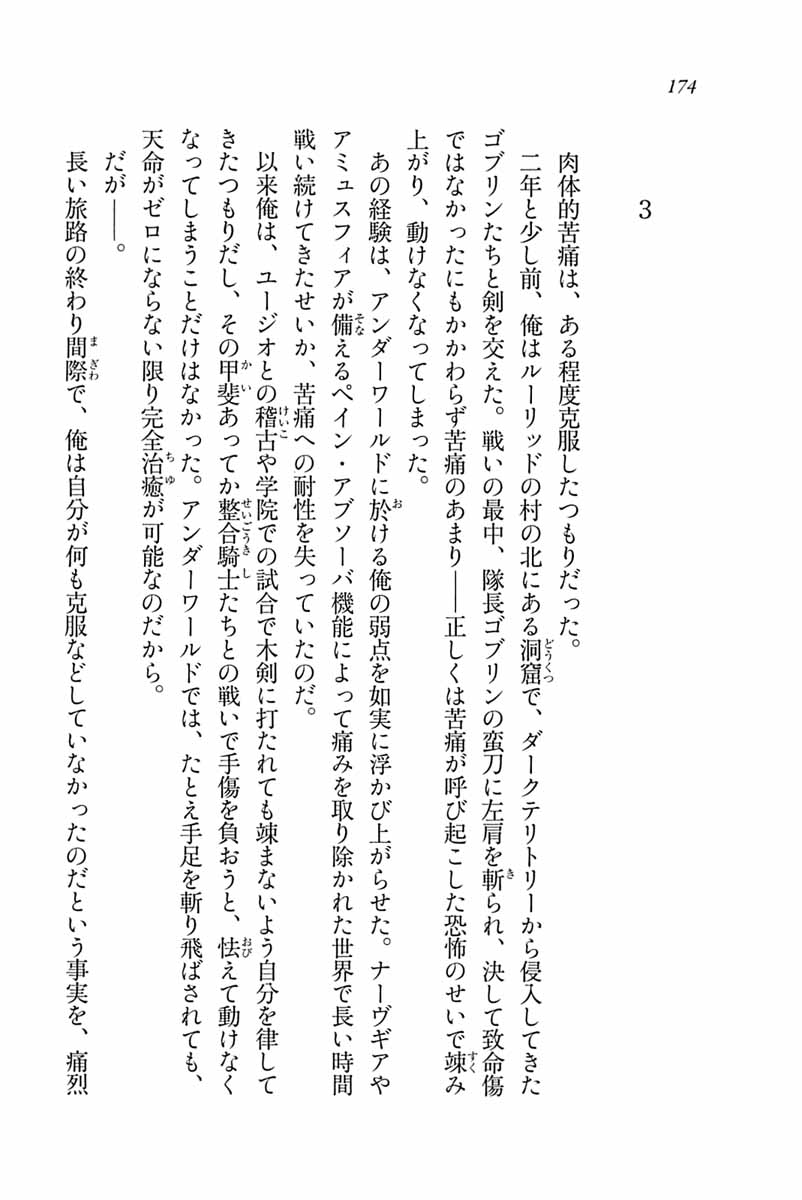 174
3
肉体的苦痛は、ある程度克服したつもりだった。
二年と少し前、俺はルーリッドの村の北にある洞窟で、ダークテリトリーから侵入してきた
ゴブリンたちと剣を交えた。戦いの最中、隊長ゴブリンの蛮刀に左肩を斬られ、決して致命傷
ではなかったにもかかわらず苦痛のあまり——正しくは苦痛が呼び起こした恐怖のせいで竦み
上がり、動けなくなってしまった。
あの経験は、アンダーワールドに於ける俺の弱点を如実に浮かび上がらせた。ナーヴギアや
アミュスフィアが備えるペイン・アブソーバ機能によって痛みを取り除かれた世界で長い時間
戦い続けてきたせいか、苦痛への耐性を失っていたのだ。
以来俺は、ユージオとの稽古や学院での試合で木剣に打たれても竦まないよう自分を律して
きたつもりだし、その甲斐あってか整合騎士たちとの戦いで手傷を負おうと、怯えて動けなく
なってしまうことだけはなかった。アンダーワールドでは、たとえ手足を斬り飛ばされても、
天命がゼロにならない限り完全治癒が可能なのだから。
だが——。
長い旅路の終わり間際で、俺は自分が何も克服などしていなかったのだという事実を、痛烈